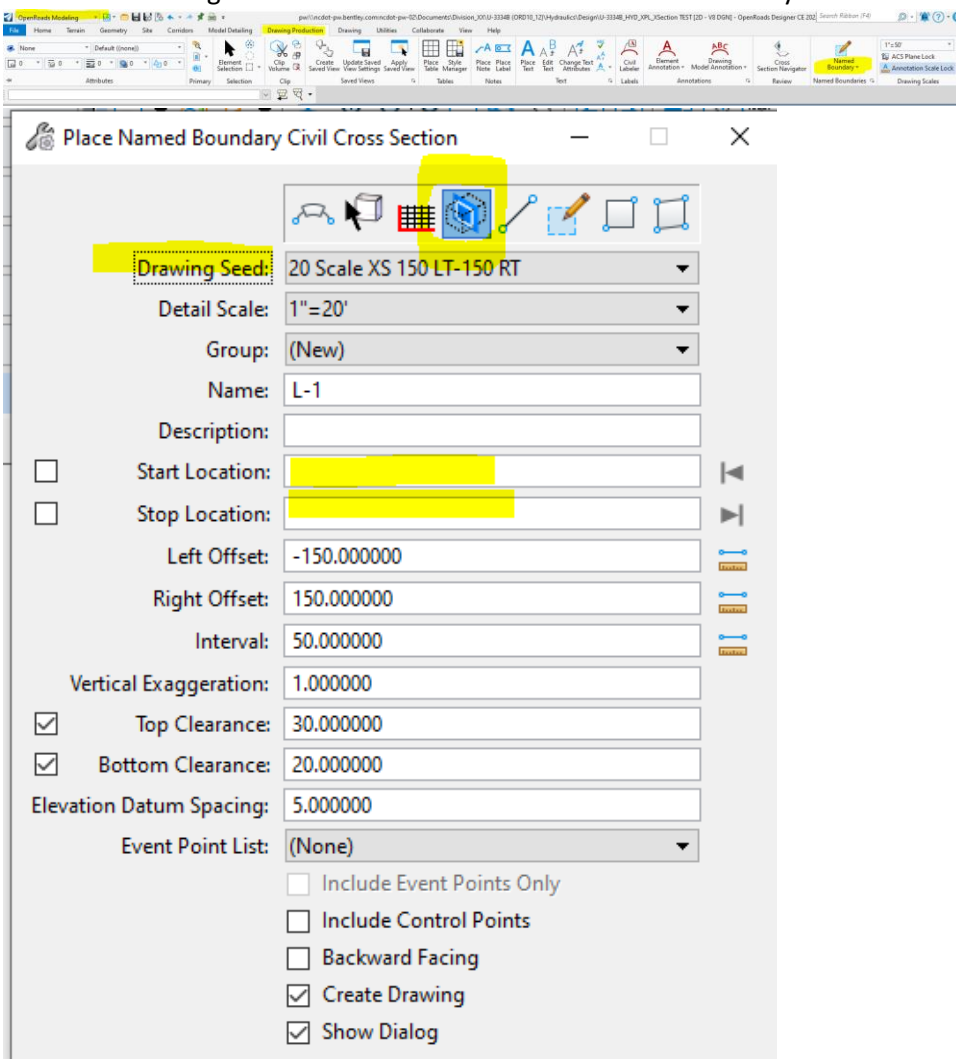 OpenRoads Modeling
Search Ribbon (F4)
File Home Terrain Geometry Site Corridors Model Detailing Drawing Production Drawing Utilities Collaborate View Help
None Default ((none))
Element Selection
Clip Volume
Create Saved View
Update Saved View Settings
Apply Saved View
Place Table
Style Manager
Place Note
Place Label
Place Text
Edit Text
Change Text Attributes
Civil Labeler
Element Annotation
Drawing Model Annotation
Cross Section Navigator
Named Boundary
1"=50'
ACS Plane Lock
Annotation Scale Lock
Attributes Primary Selection Clip Saved Views Tables Notes Text Labels Annotations Review Named Boundaries Drawing Scales
Place Named Boundary Civil Cross Section
Drawing Seed: 20 Scale XS 150 LT-150 RT
Detail Scale: 1"=20'
Group: (New)
Name: L-1
Description:
Start Location:
Stop Location:
Left Offset: -150.000000
Right Offset: 150.000000
Interval: 50.000000
Vertical Exaggeration: 1.000000
Top Clearance: 30.000000
Bottom Clearance: 20.000000
Elevation Datum Spacing: 5.000000
Event Point List: (None)
Include Event Points Only
Include Control Points
Backward Facing
Create Drawing
Show Dialog